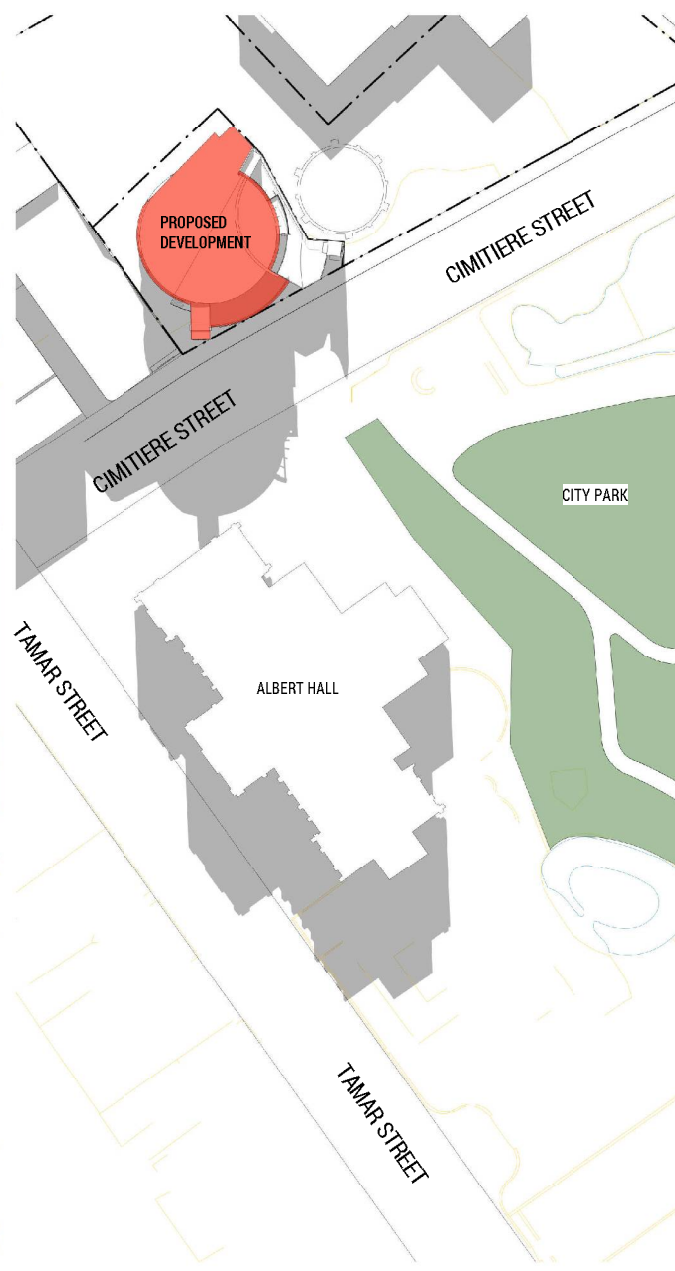 CIMITIERE STREET
PROPOSED
DEVELOPMENT
CIMITIERE STREET
CITY PARK
TAMAR STREET
ALBERT HALL
TAMAR STREET